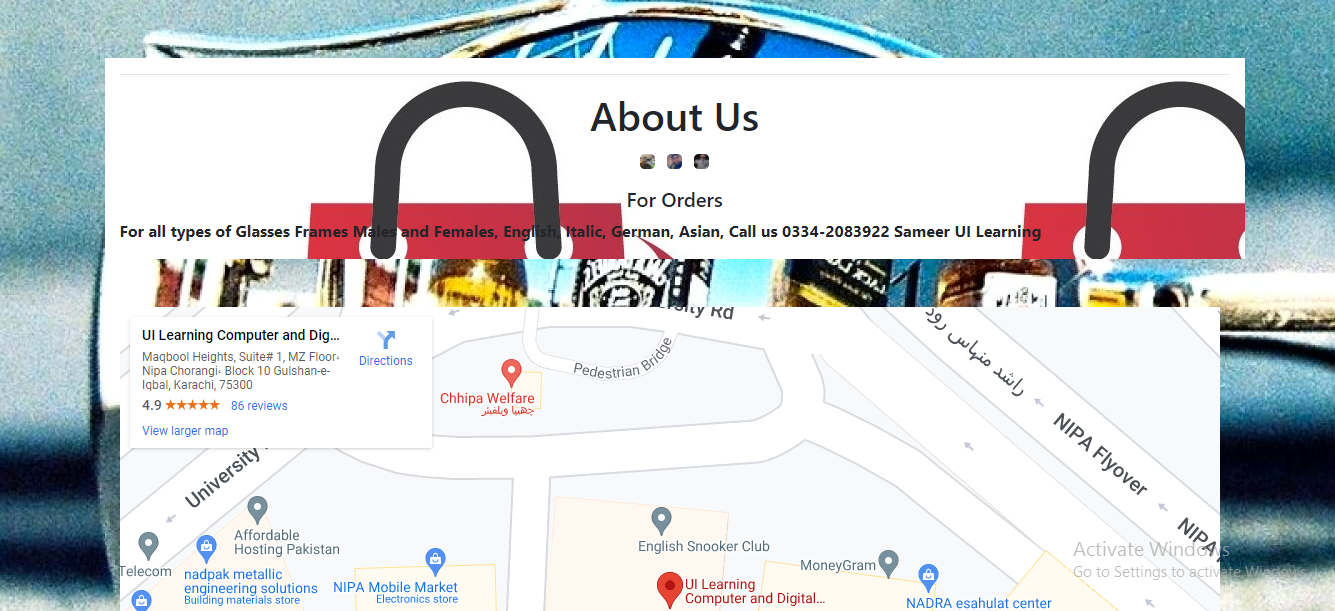 About Us
For Orders
For all types of Glasses Frames Males and Females, English, Italic, German, Asian, Call us 0334-2083922 Sameer UI Learning
UI Learning Computer and Dig...
Directions
Maqbool Heights, Suite# 1, MZ Floor،
Nipa Chorangi، Block 10 Gulshan-e-
Iqbal, Karachi, 75300
4.9 ★★★★★ 86 reviews
View larger map
Rd
Pedestrian Bridge
راشد منہاس روڈ
Chhipa Welfare
چھیپا ویلفیئر
NIPA Flyover
NIPA
University
Affordable
Hosting Pakistan
Telecom
nadpak metallic
engineering solutions
Building materials store
NIPA Mobile Market
Electronics store
English Snooker Club
MoneyGram
UI Learning
Computer and Digital...
NADRA esahulat center
Activate Windows
Go to Settings to activate Windows.